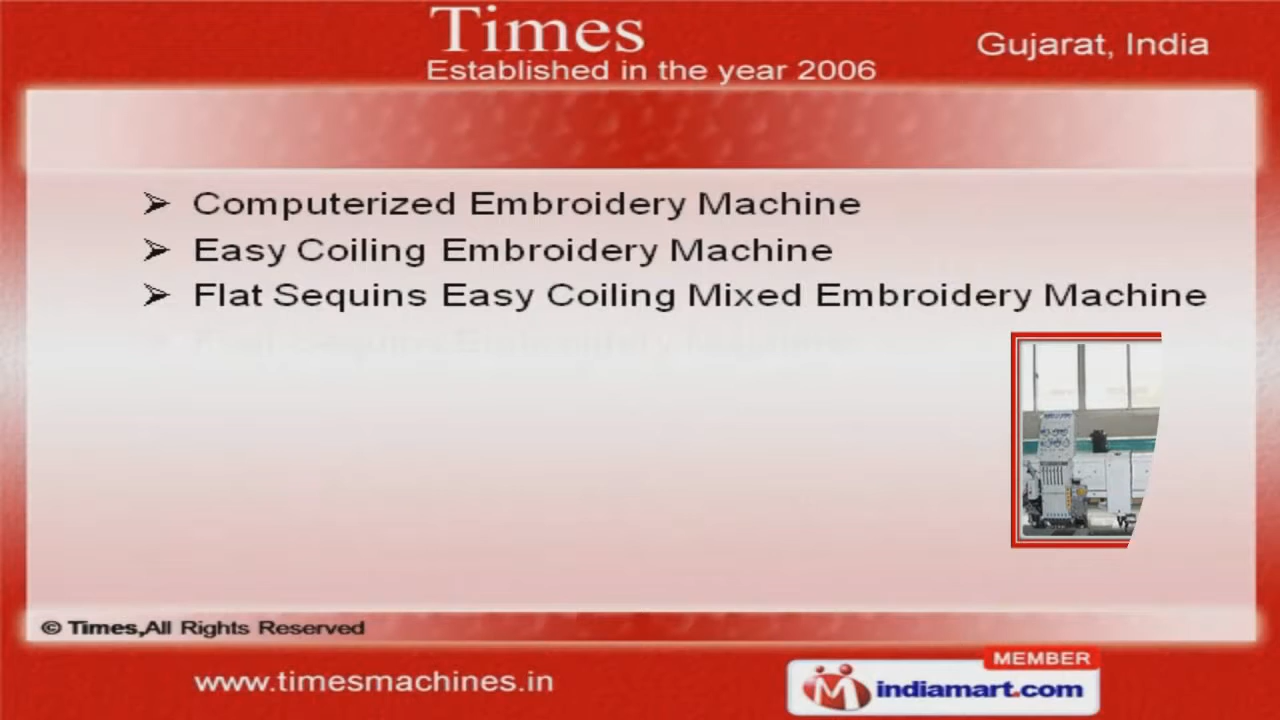 Times
Established in the year 2006
Gujarat, India
➢ Computerized Embroidery Machine
➢ Easy Coiling Embroidery Machine
➢ Flat Sequins Easy Coiling Mixed Embroidery Machine
© Times,All Rights Reserved
www.timesmachines.in
MEMBER
indiamart.com